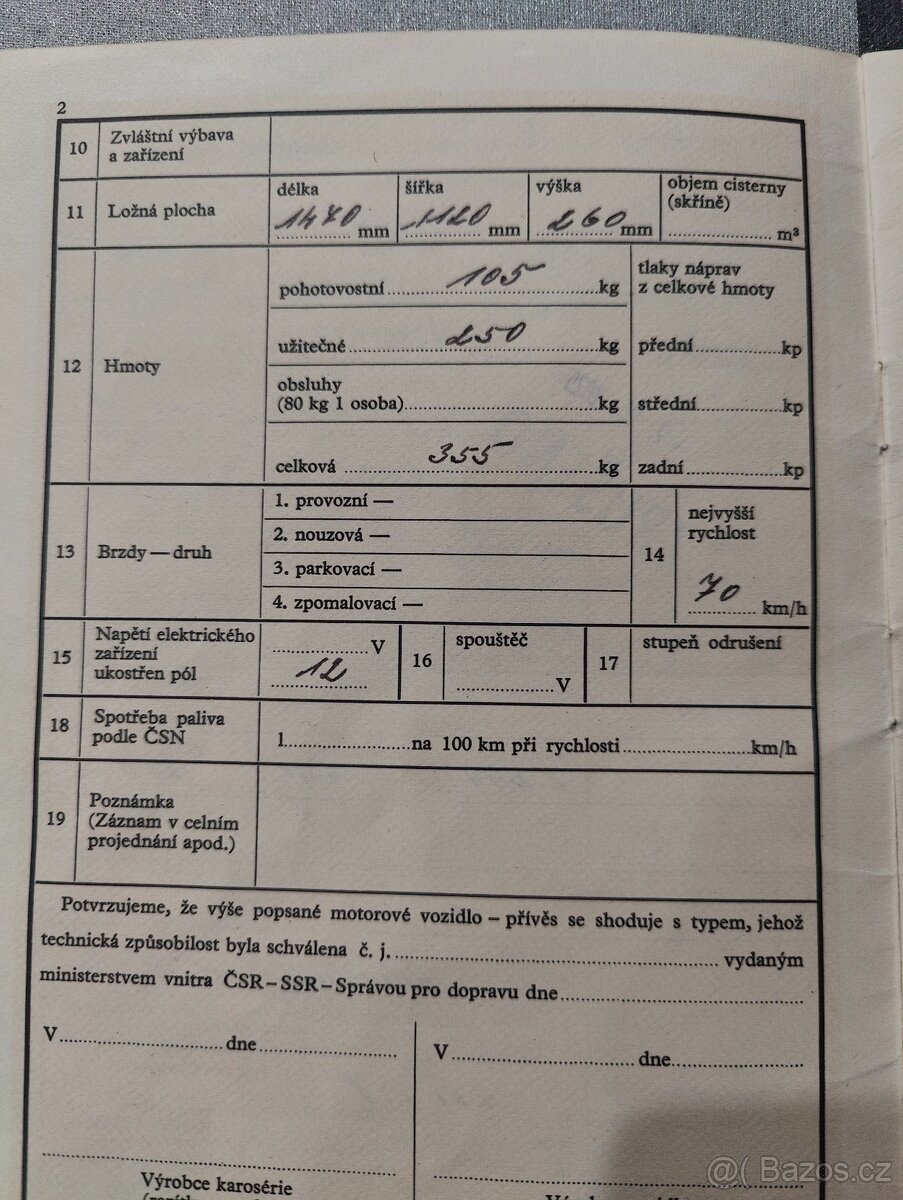 2
10 Zvláštní výbava
a zařízení
11 Ložná plocha
délka
1470 mm
šířka
1120 mm
výška
260 mm
objem cisterny
(skříně)
m³
12 Hmoty
pohotovostní 105 kg
užitečné 250 kg
obsluhy
(80 kg 1 osoba) kg
celková 355 kg
tlaky náprav
z celkové hmoty
přední kp
střední kp
zadní kp
13 Brzdy — druh
1. provozní —
2. nouzová —
3. parkovací —
4. zpomalovací —
14 nejvyšší
rychlost
70 km/h
15 Napětí elektrického
zařízení
ukostřen pól
V
12
16 spouštěč
V
17 stupeň odrušení
18 Spotřeba paliva
podle ČSN
l na 100 km při rychlosti km/h
19 Poznámka
(Záznam v celním
projednání apod.)
Potvrzujeme, že výše popsané motorové vozidlo – přívěs se shoduje s typem, jehož
technická způsobilost byla schválena č. j. vydaným
ministerstvem vnitra ČSR – SSR – Správou pro dopravu dne
V dne
V dne
Výrobce karosérie
@( Bazos.cz